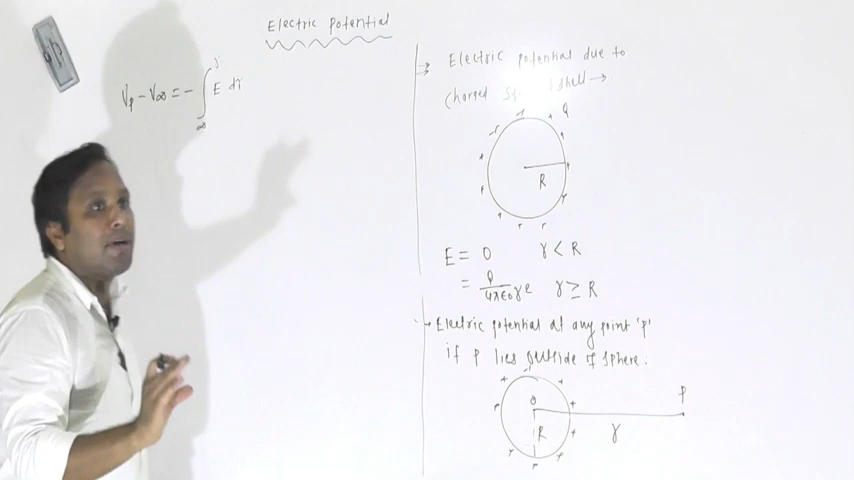 Electric Potential
Vp - V∞ = - ∫ E dr
∞
⇒ Electric potential due to
charged shell →
Q
R
E = 0 r < R
= Q / 4πε0r² r ≥ R
→ Electric potential at any point 'p'
if P lies outside of sphere.
O
P
R
r